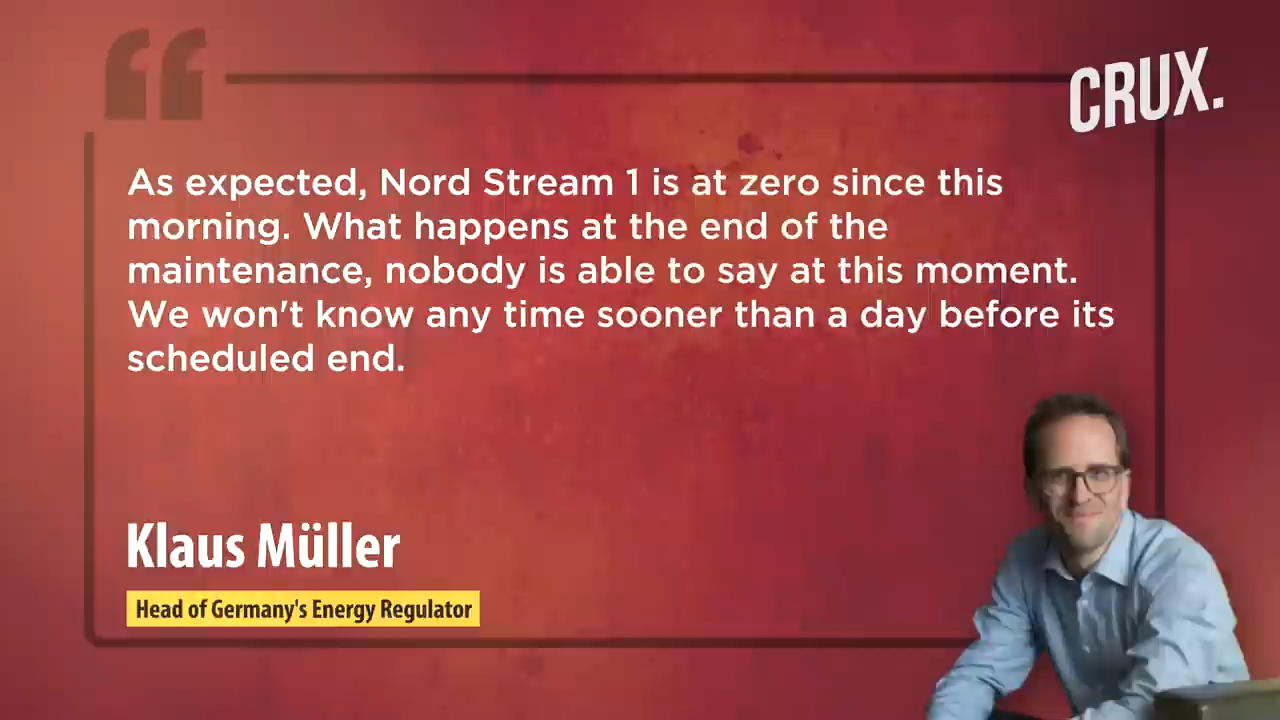 CRUX.
As expected, Nord Stream 1 is at zero since this
morning. What happens at the end of the
maintenance, nobody is able to say at this moment.
We won't know any time sooner than a day before its
scheduled end.
Klaus Müller
Head of Germany's Energy Regulator